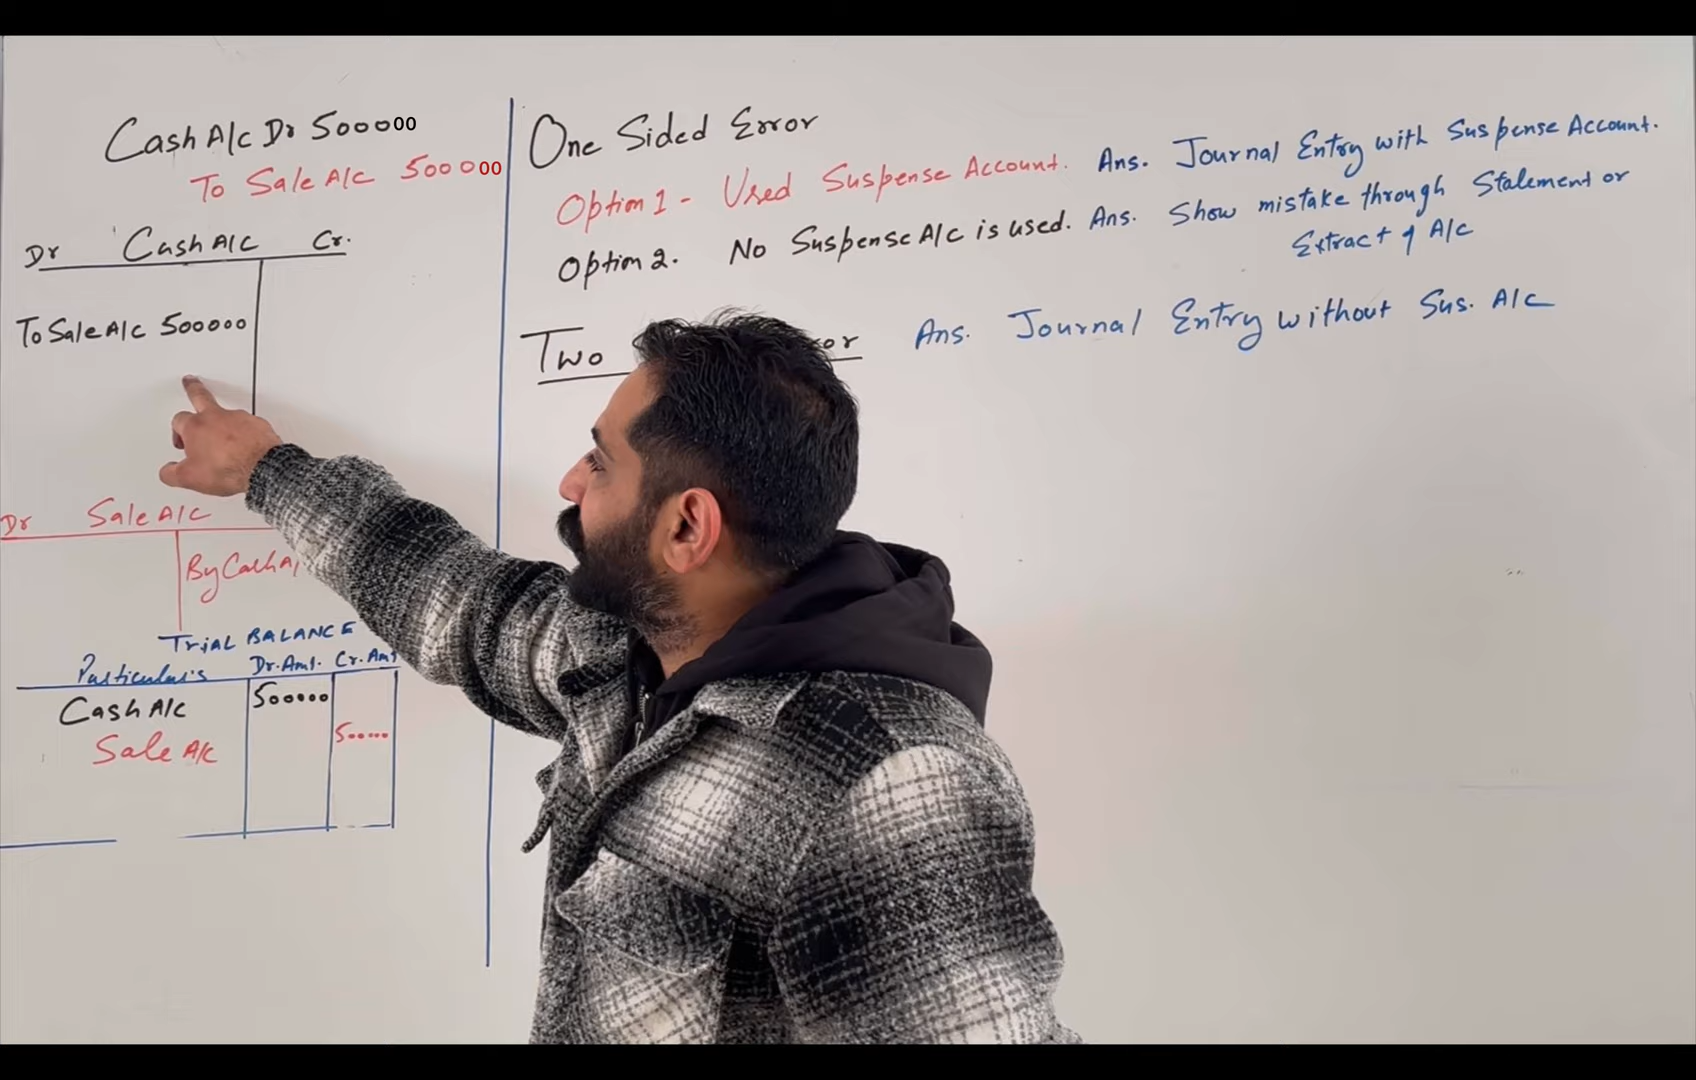 Cash A/c Dr 500000
To Sale A/c 500000
Dr Cash A/c Cr.
To Sale A/c 500000
Dr Sale A/c
By Cash A/
TRIAL BALANCE
Particulars Dr. Amt. Cr. Amt
Cash A/c 500000
Sale A/c 500000
One Sided Error
Option 1 - Used Suspense Account. Ans. Journal Entry with Suspense Account.
Option 2. No Suspense A/c is used. Ans. Show mistake through Statement or
Extract of A/c
Two or Ans. Journal Entry without Sus. A/c